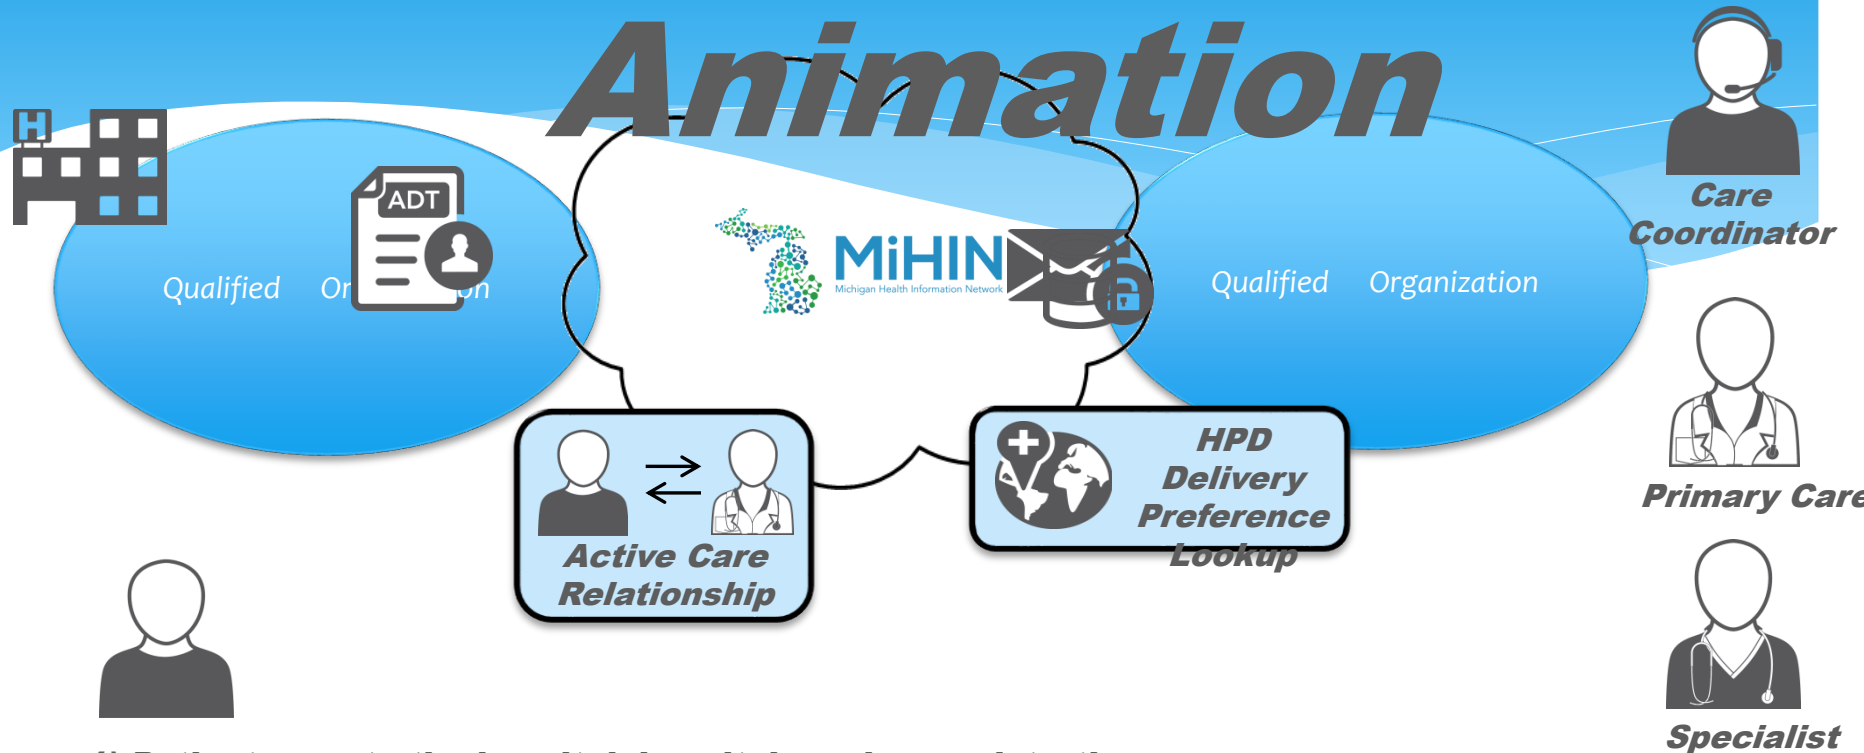 Animation
H
ADT
Qualified
Qualified Organization
MiHIN
Michigan Health Information Network
Care
Coordinator
HPD
Delivery
Preference
Lookup
Active Care
Relationship
Primary Care
Specialist